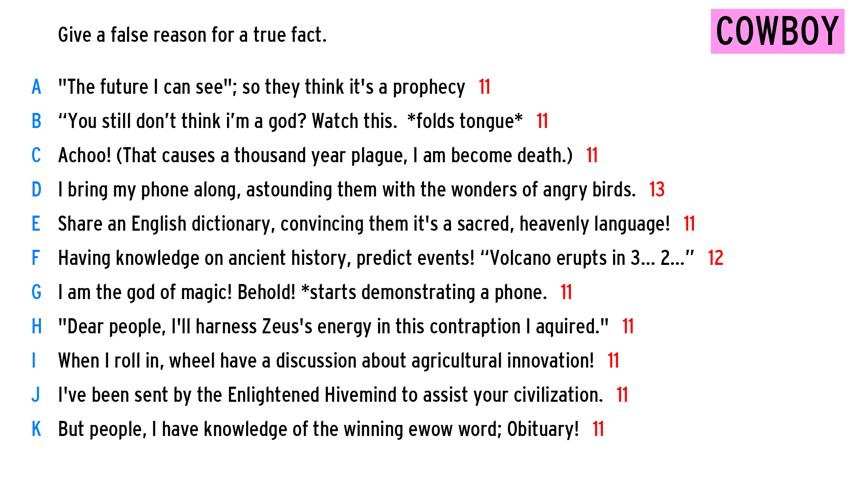 Give a false reason for a true fact.
COWBOY
A "The future I can see"; so they think it's a prophecy 11
B “You still don’t think i’m a god? Watch this. *folds tongue* 11
C Achoo! (That causes a thousand year plague, I am become death.) 11
D I bring my phone along, astounding them with the wonders of angry birds. 13
E Share an English dictionary, convincing them it's a sacred, heavenly language! 11
F Having knowledge on ancient history, predict events! “Volcano erupts in 3... 2...” 12
G I am the god of magic! Behold! *starts demonstrating a phone. 11
H "Dear people, I'll harness Zeus's energy in this contraption I aquired." 11
I When I roll in, wheel have a discussion about agricultural innovation! 11
J I've been sent by the Enlightened Hivemind to assist your civilization. 11
K But people, I have knowledge of the winning ewow word; Obituary! 11